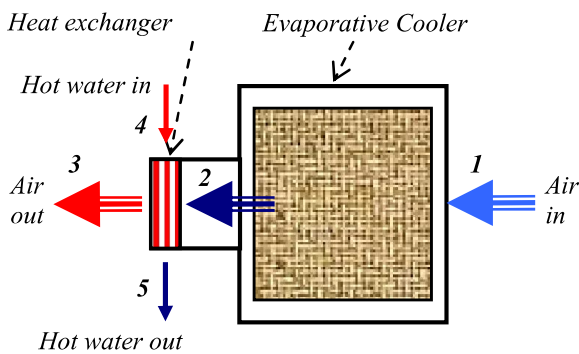 Heat exchanger
Evaporative Cooler
Hot water in
4
3
2
1
Air
out
Air
in
5
Hot water out